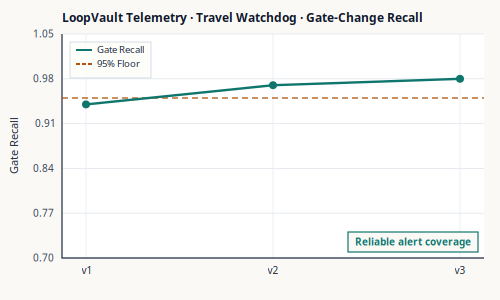 LoopVault Telemetry · Travel Watchdog · Gate-Change Recall
1.05
Gate Recall
95% Floor
0.98
0.91
Gate Recall
0.84
0.77
Reliable alert coverage
0.70
v1
v2
v3